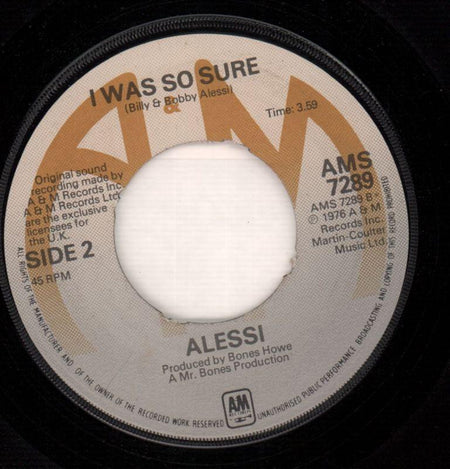 I WAS SO SURE
(Billy & Bobby Alessi)
Time: 3.59
Original sound
recording made by
A & M Records Inc.
A & M Records Ltd.
are the exclusive
licensees for
the U.K.
SIDE 2
45 RPM
AMS
7289
AMS 7289 B
℗ 1976 A & M
Records Inc.
Martin-Coulter
Music Ltd.
ALESSI
Produced by Bones Howe
A Mr. Bones Production
AM
ALL RIGHTS OF THE MANUFACTURER AND OF THE OWNER OF THE RECORDED WORK RESERVED. UNAUTHORISED PUBLIC PERFORMANCE, BROADCASTING AND COPYING OF THIS RECORD PROHIBITED